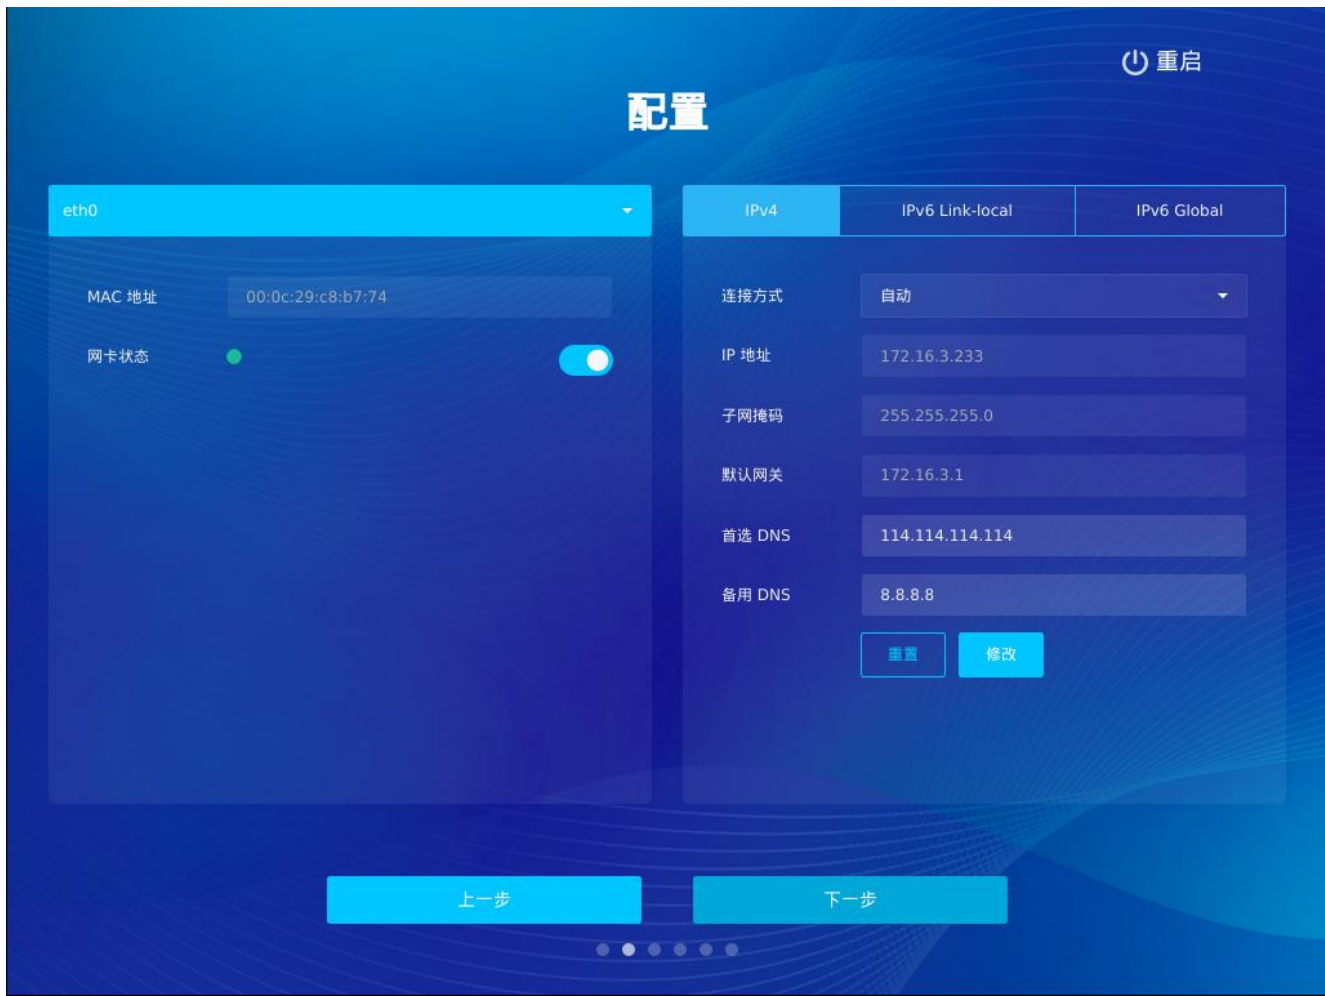 重启
配置
eth0
MAC 地址 00:0c:29:c8:b7:74
网卡状态
IPv4 IPv6 Link-local IPv6 Global
连接方式 自动
IP 地址 172.16.3.233
子网掩码 255.255.255.0
默认网关 172.16.3.1
首选 DNS 114.114.114.114
备用 DNS 8.8.8.8
重置 修改
上一步 下一步